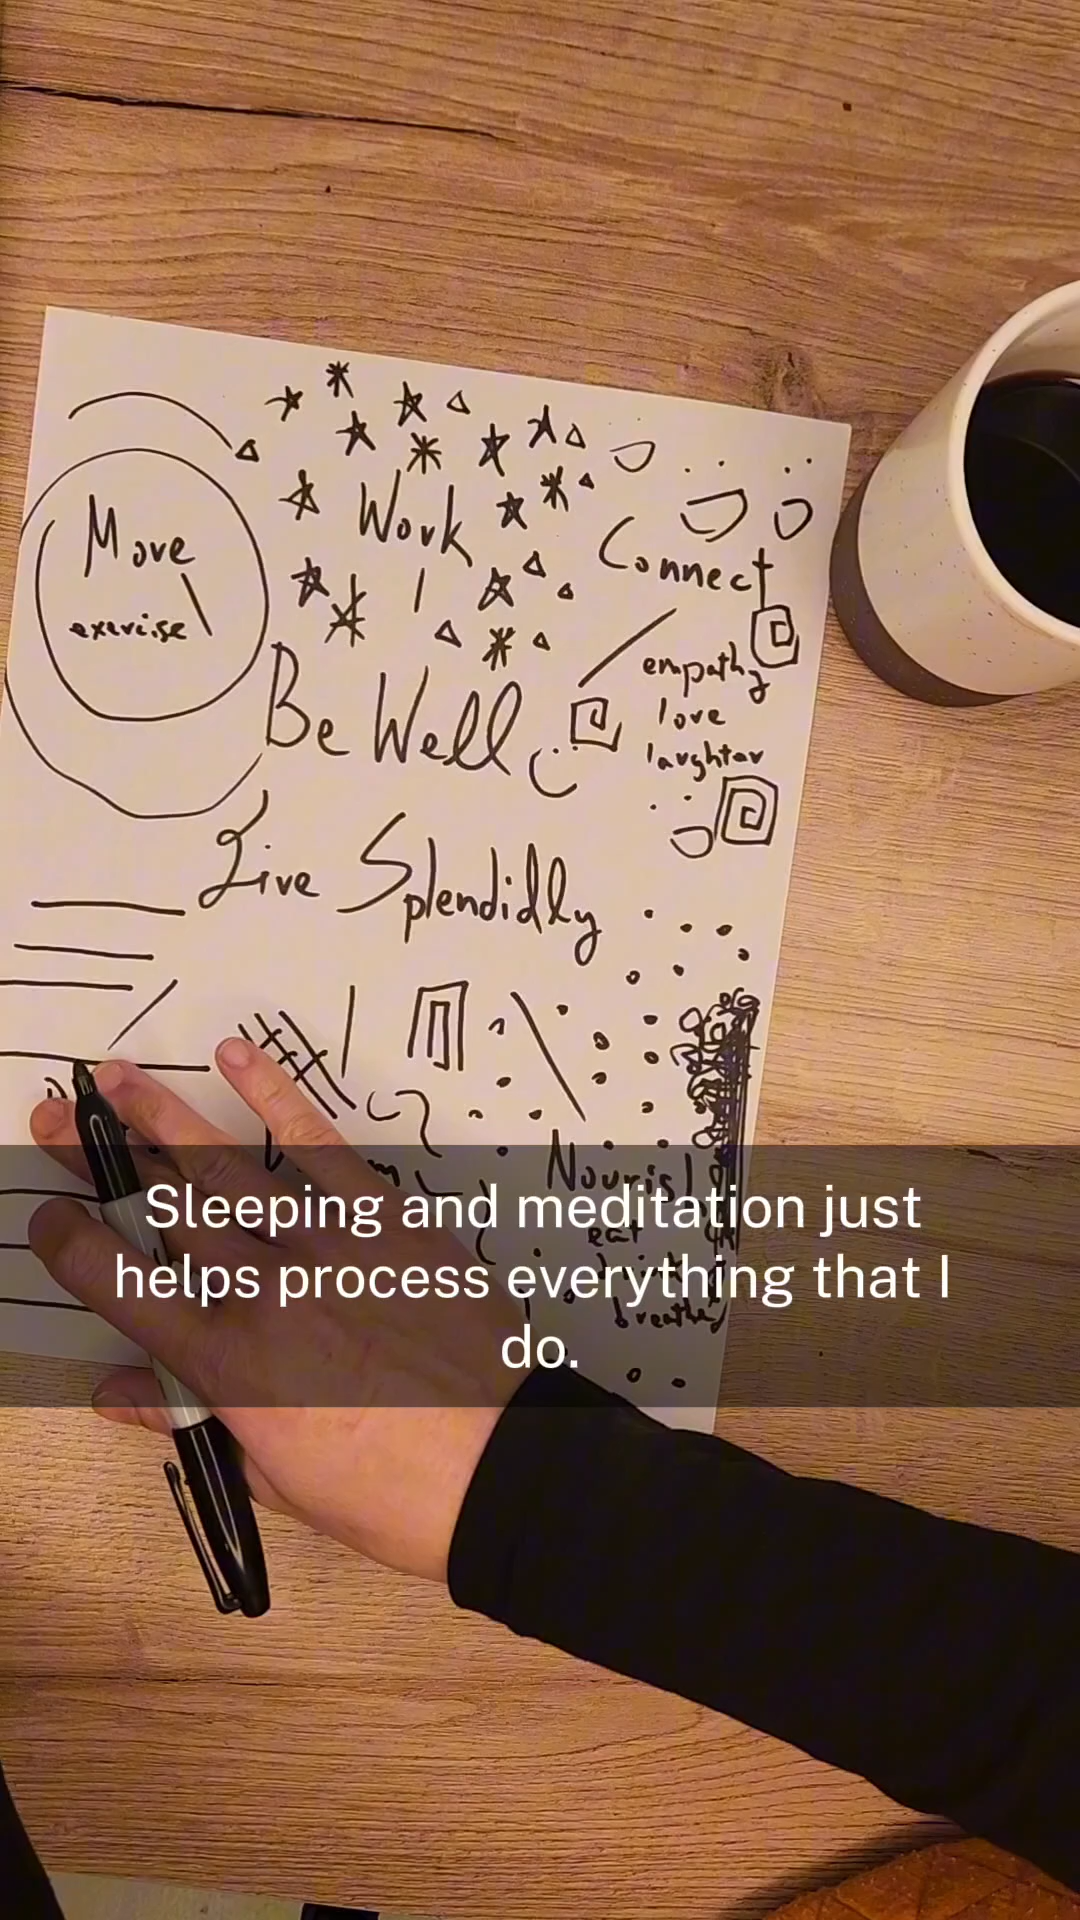 Work
Move
exercise
Connect
empathy
love
laughter
Be Well
Live Splendidly
Nourish
eat
drink
breathe
Sleeping and meditation just
helps process everything that I
do.